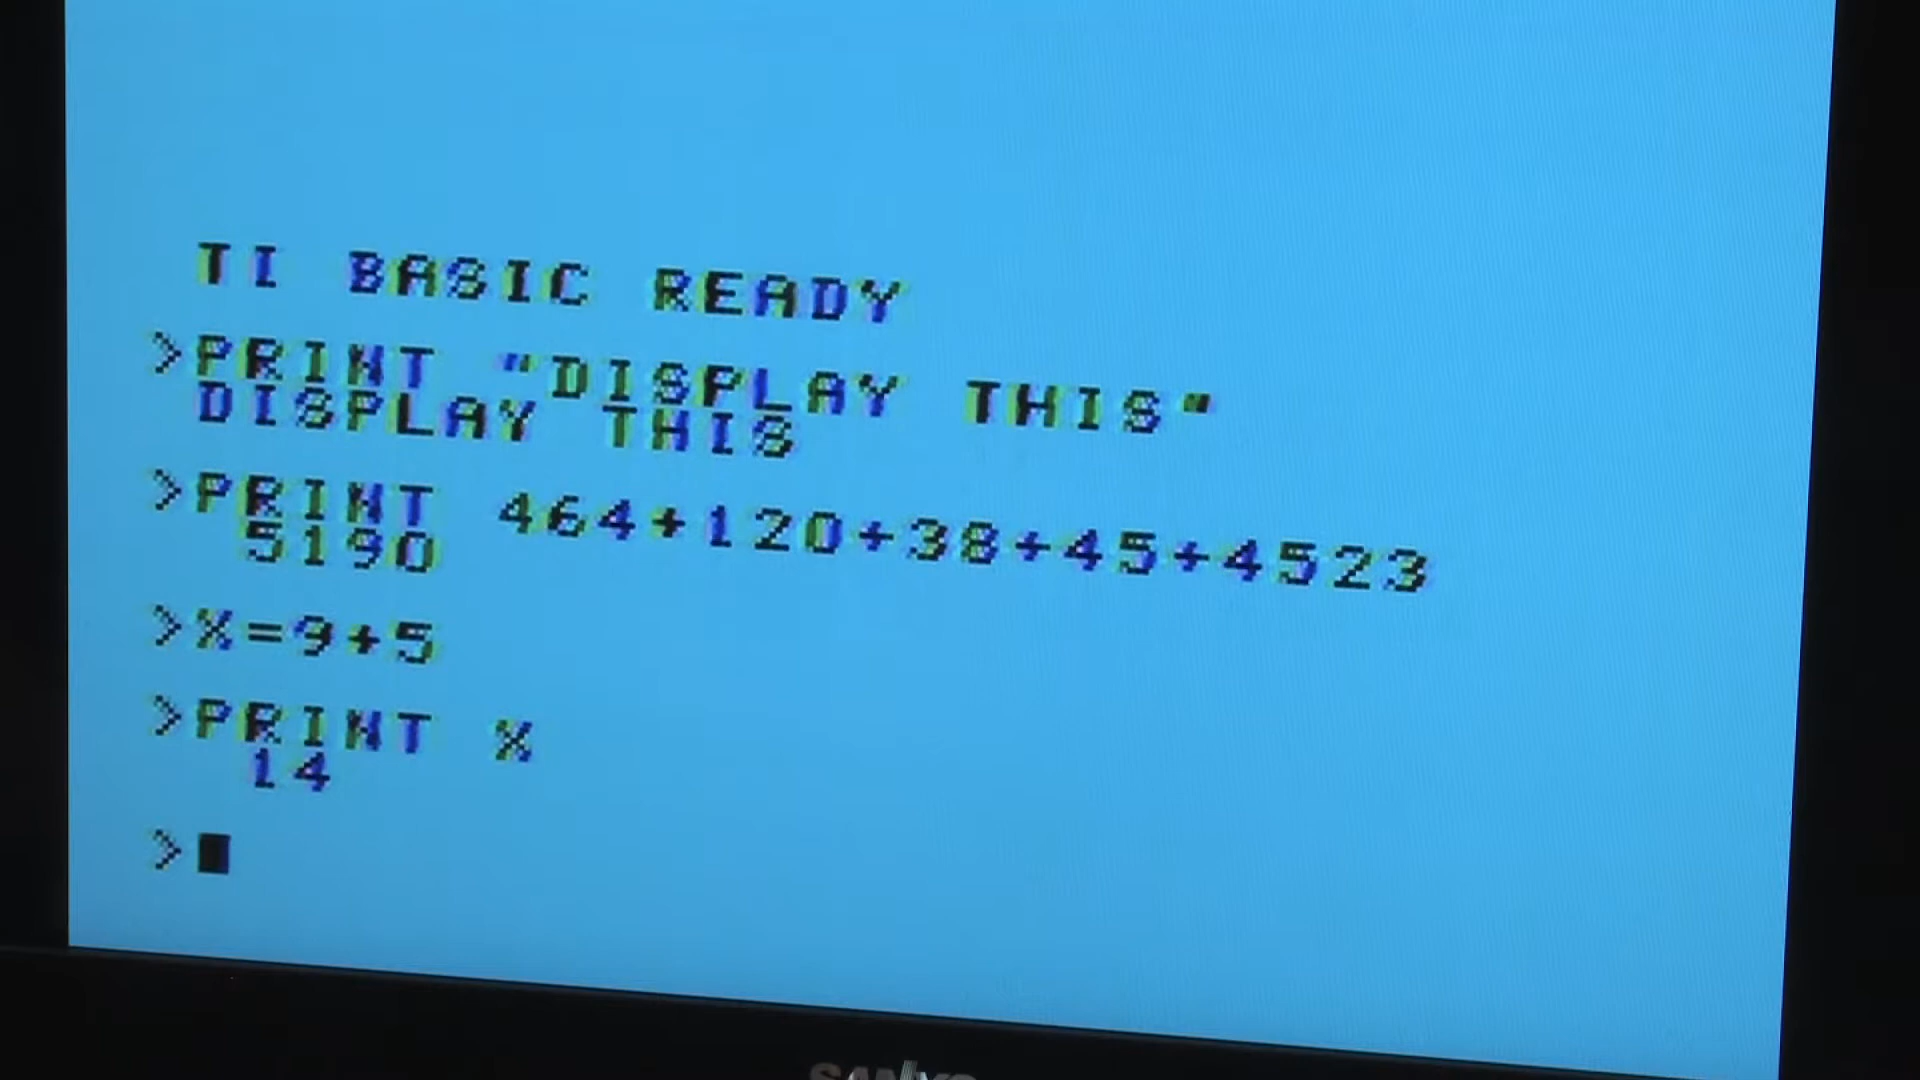 TI BASIC READY
>PRINT "DISPLAY THIS"
DISPLAY THIS
>PRINT 464+120+38+45+4523
5190
>X=9+5
>PRINT X
14
>
SANYO